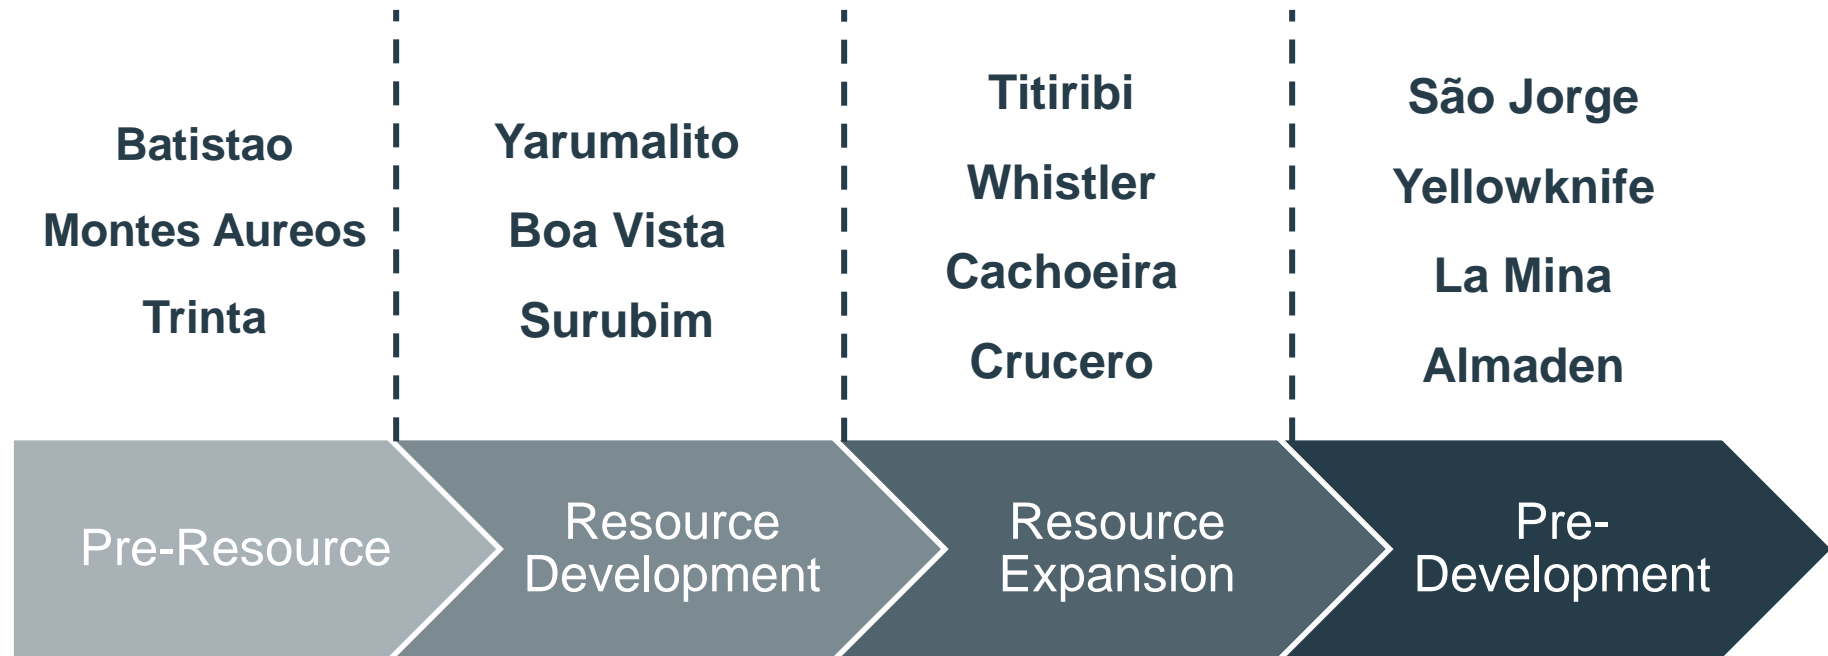 Batistao
Montes Aureos
Trinta
Yarumalito
Boa Vista
Surubim
Titiribi
Whistler
Cachoeira
Crucero
São Jorge
Yellowknife
La Mina
Almaden
Pre-Resource
Resource
Development
Resource
Expansion
Pre-
Development